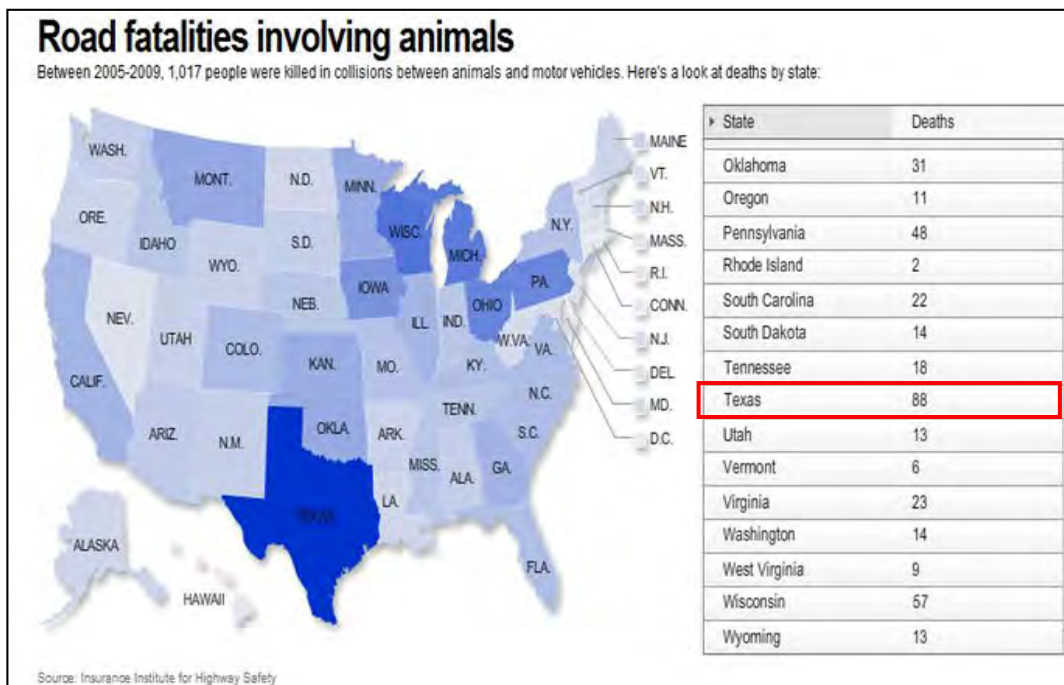 Road fatalities involving animals
Between 2005-2009, 1,017 people were killed in collisions between animals and motor vehicles. Here's a look at deaths by state:
WASH.
MONT.
N.D.
MINN.
ORE.
IDAHO
WYO.
S.D.
WISC.
MICH.
N.Y.
NEV.
UTAH
COLO.
NEB.
IOWA
ILL.
IND.
OHIO
PA.
W.VA.
VA.
CALIF.
KAN.
MO.
KY.
N.C.
TENN.
ARIZ.
N.M.
OKLA.
ARK.
S.C.
MISS.
ALA.
GA.
TEXAS
LA.
FLA.
ALASKA
HAWAII
MAINE
VT.
N.H.
MASS.
R.I.
CONN.
N.J.
DEL
MD.
D.C.
State Deaths
Oklahoma 31
Oregon 11
Pennsylvania 48
Rhode Island 2
South Carolina 22
South Dakota 14
Tennessee 18
Texas 88
Utah 13
Vermont 6
Virginia 23
Washington 14
West Virginia 9
Wisconsin 57
Wyoming 13
Source: Insurance Institute for Highway Safety